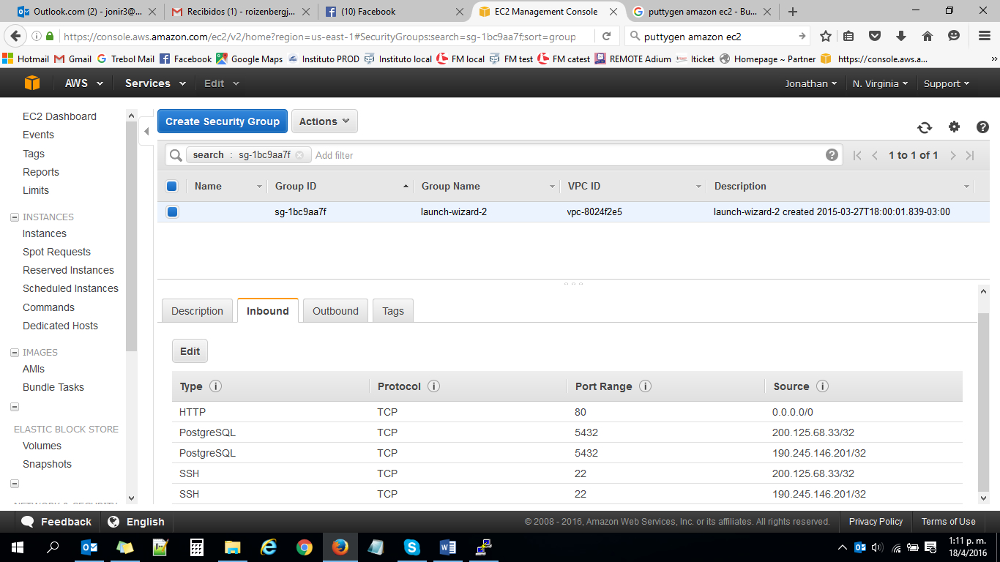 Outlook.com (2) - jonir3@...
Recibidos (1) - roizenbergj...
(10) Facebook
EC2 Management Console
puttygen amazon ec2 - Bu...
https://console.aws.amazon.com/ec2/v2/home?region=us-east-1#SecurityGroups:search=sg-1bc9aa7f;sort=group
puttygen amazon ec2
Hotmail
Gmail
Trebol Mail
Facebook
Google Maps
Instituto PROD
Instituto local
FM local
FM test
FM catest
REMOTE Adium
Iticket
Homepage ~ Partner
https://console.aws.a...
AWS
Services
Edit
Jonathan
N. Virginia
Support
EC2 Dashboard
Events
Tags
Reports
Limits
INSTANCES
Instances
Spot Requests
Reserved Instances
Scheduled Instances
Commands
Dedicated Hosts
IMAGES
AMIs
Bundle Tasks
ELASTIC BLOCK STORE
Volumes
Snapshots
NETWORK & SECURITY
Create Security Group
Actions
search : sg-1bc9aa7f
Add filter
1 to 1 of 1
Name Group ID Group Name VPC ID Description
sg-1bc9aa7f launch-wizard-2 vpc-8024f2e5 launch-wizard-2 created 2015-03-27T18:00:01.839-03:00
Description
Inbound
Outbound
Tags
Edit
Type Protocol Port Range Source
HTTP TCP 80 0.0.0.0/0
PostgreSQL TCP 5432 200.125.68.33/32
PostgreSQL TCP 5432 190.245.146.201/32
SSH TCP 22 200.125.68.33/32
SSH TCP 22 190.245.146.201/32
Feedback
English
© 2008 - 2016, Amazon Web Services, Inc. or its affiliates. All rights reserved.
Privacy Policy
Terms of Use
1:11 p. m.
18/4/2016